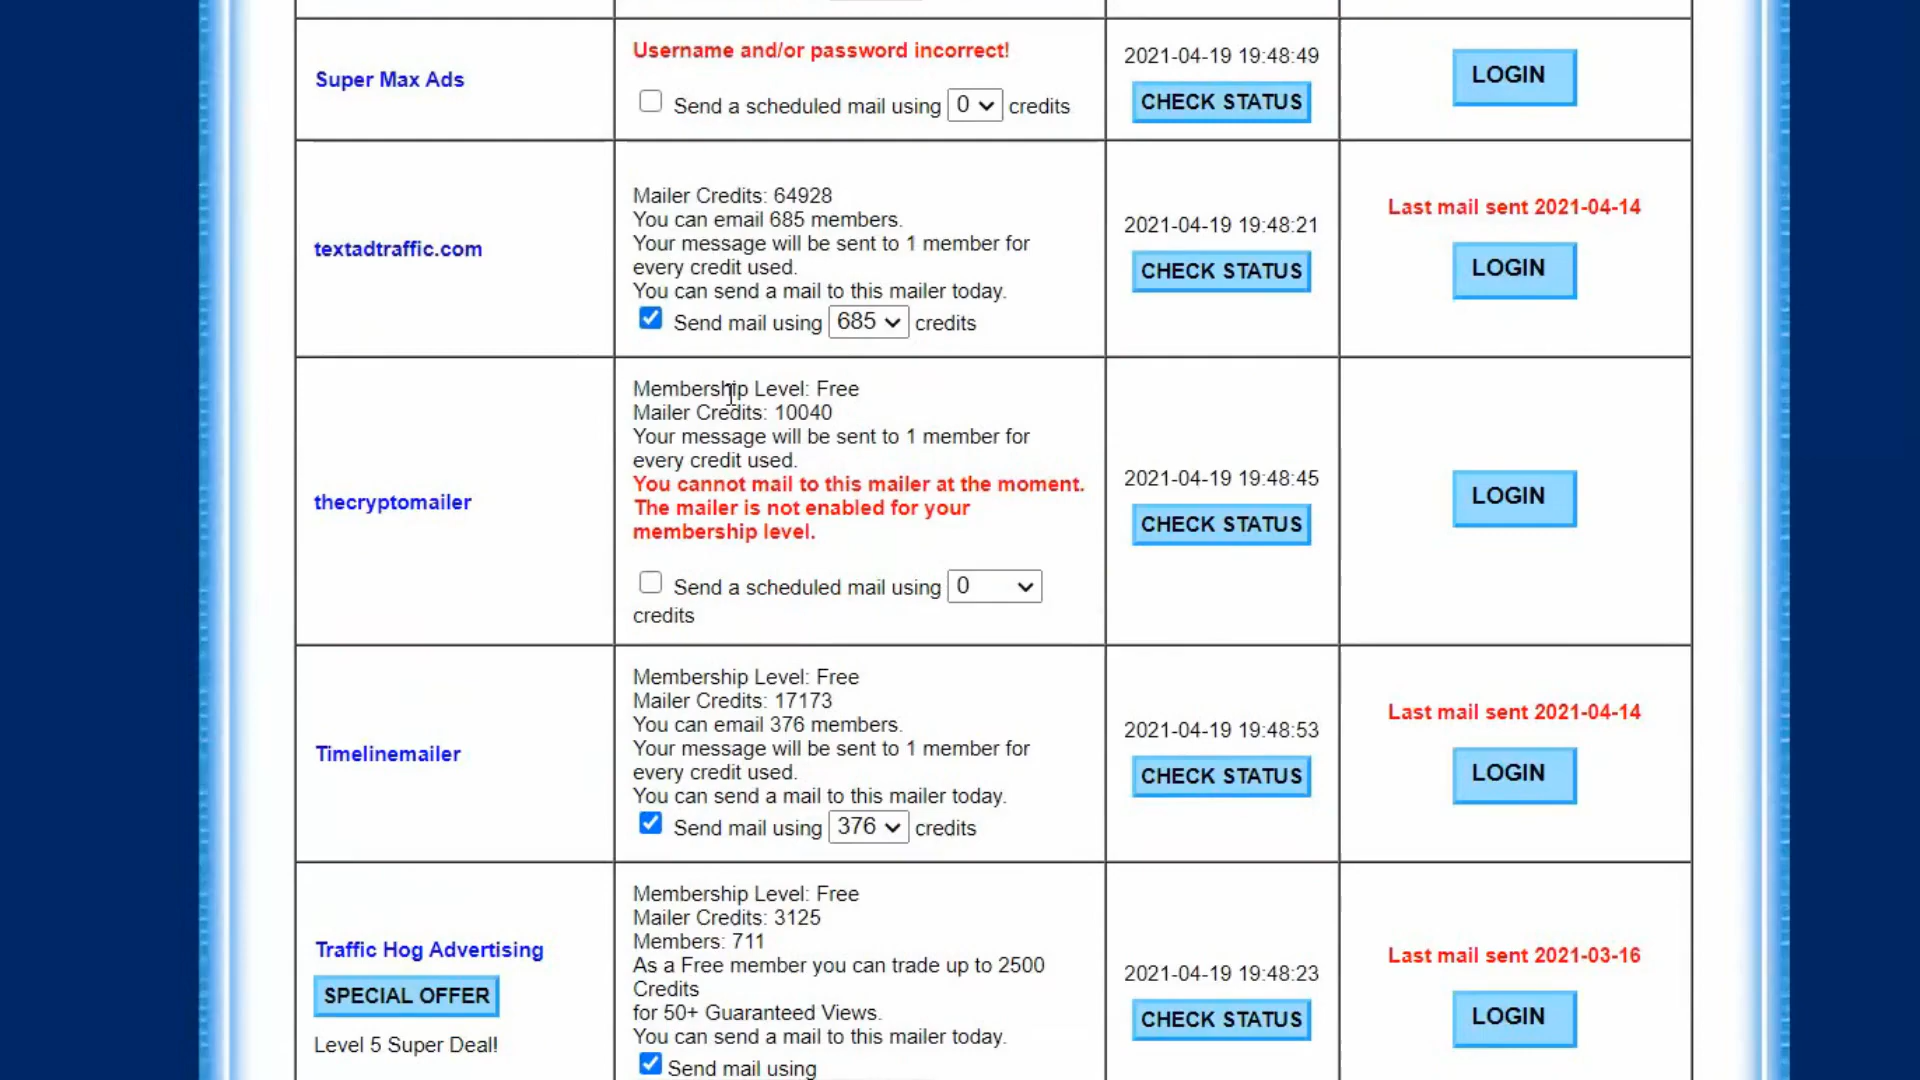 Super Max Ads
Username and/or password incorrect!
Send a scheduled mail using 0 credits
2021-04-19 19:48:49
CHECK STATUS
LOGIN
textadtraffic.com
Mailer Credits: 64928
You can email 685 members.
Your message will be sent to 1 member for
every credit used.
You can send a mail to this mailer today.
Send mail using 685 credits
2021-04-19 19:48:21
CHECK STATUS
Last mail sent 2021-04-14
LOGIN
thecryptomailer
Membership Level: Free
Mailer Credits: 10040
Your message will be sent to 1 member for
every credit used.
You cannot mail to this mailer at the moment.
The mailer is not enabled for your
membership level.
Send a scheduled mail using 0
credits
2021-04-19 19:48:45
CHECK STATUS
LOGIN
Timelinemailer
Membership Level: Free
Mailer Credits: 17173
You can email 376 members.
Your message will be sent to 1 member for
every credit used.
You can send a mail to this mailer today.
Send mail using 376 credits
2021-04-19 19:48:53
CHECK STATUS
Last mail sent 2021-04-14
LOGIN
Traffic Hog Advertising
SPECIAL OFFER
Level 5 Super Deal!
Membership Level: Free
Mailer Credits: 3125
Members: 711
As a Free member you can trade up to 2500
Credits
for 50+ Guaranteed Views.
You can send a mail to this mailer today.
Send mail using
2021-04-19 19:48:23
CHECK STATUS
Last mail sent 2021-03-16
LOGIN